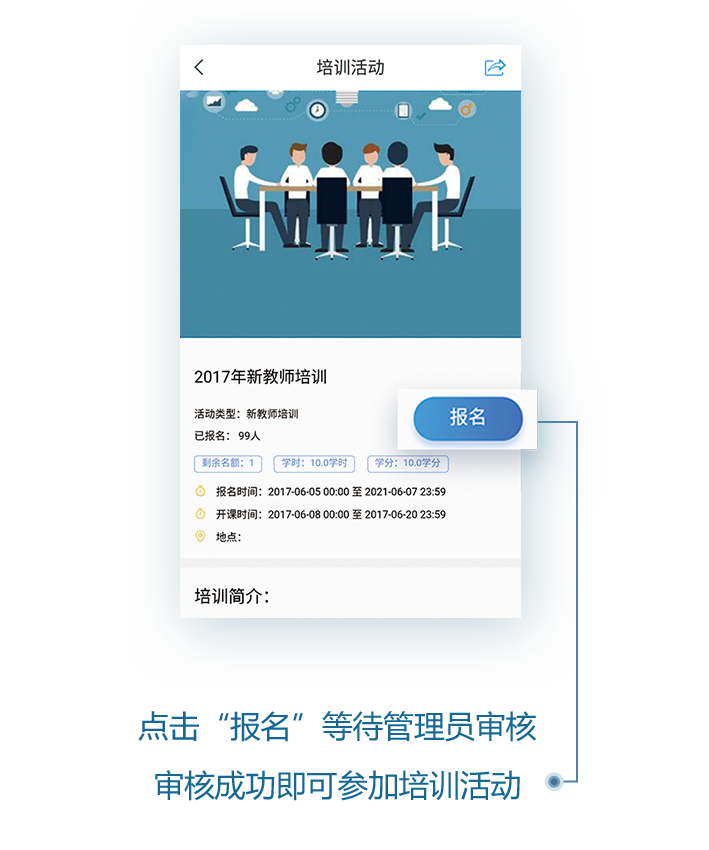 培训活动
2017年新教师培训
活动类型：新教师培训
已报名： 99人
报名
剩余名额：1 学时：10.0学时 学分：10.0学分
报名时间：2017-06-05 00:00 至 2021-06-07 23:59
开课时间：2017-06-08 00:00 至 2017-06-20 23:59
地点：
培训简介：
点击“报名”等待管理员审核
审核成功即可参加培训活动